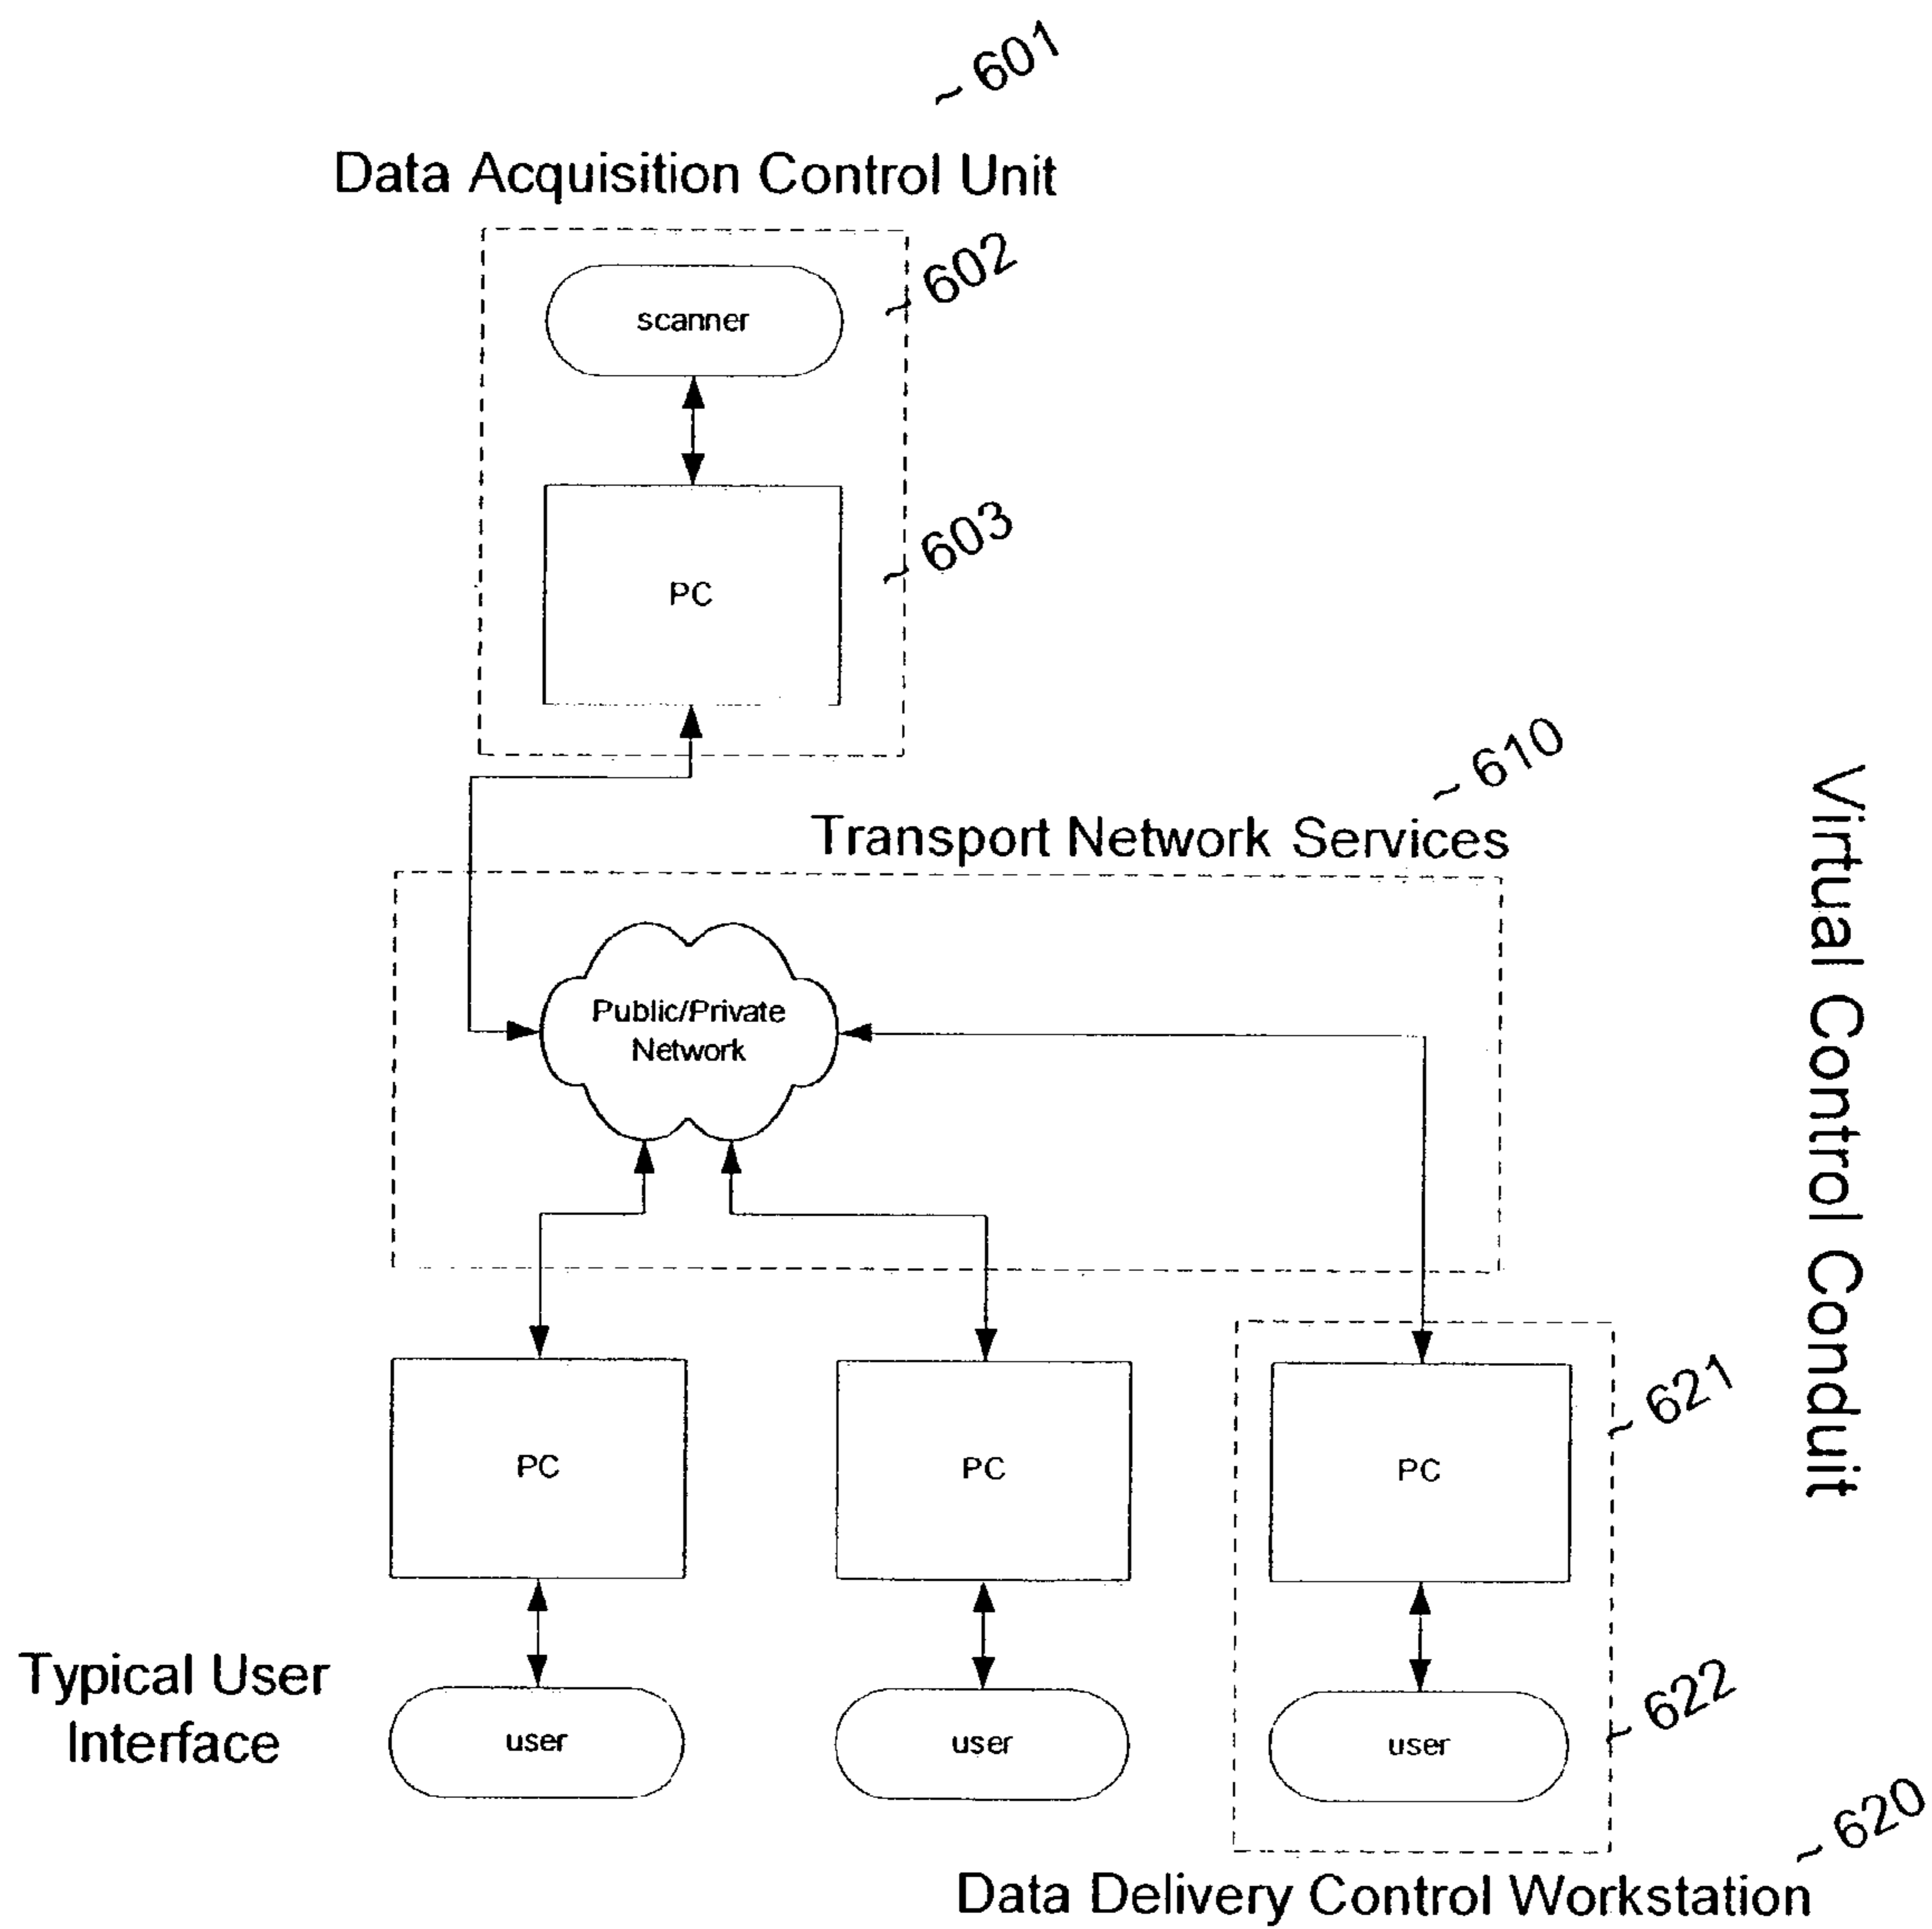 ~ 601
Data Acquisition Control Unit
~ 602
scanner
~ 603
PC
~ 610
Transport Network Services
Virtual Control Conduit
Public/Private
Network
~ 621
PC
PC
PC
~ 622
Typical User
Interface
user
user
user
~ 620
Data Delivery Control Workstation